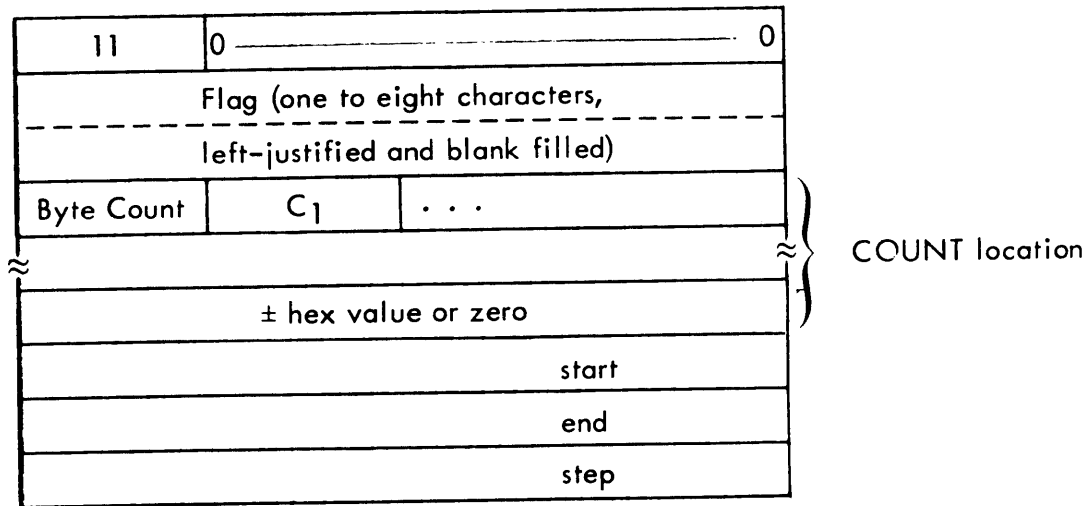 11 0 0
Flag (one to eight characters,
left-justified and blank filled)
Byte Count C1 . . .
COUNT location
± hex value or zero
start
end
step